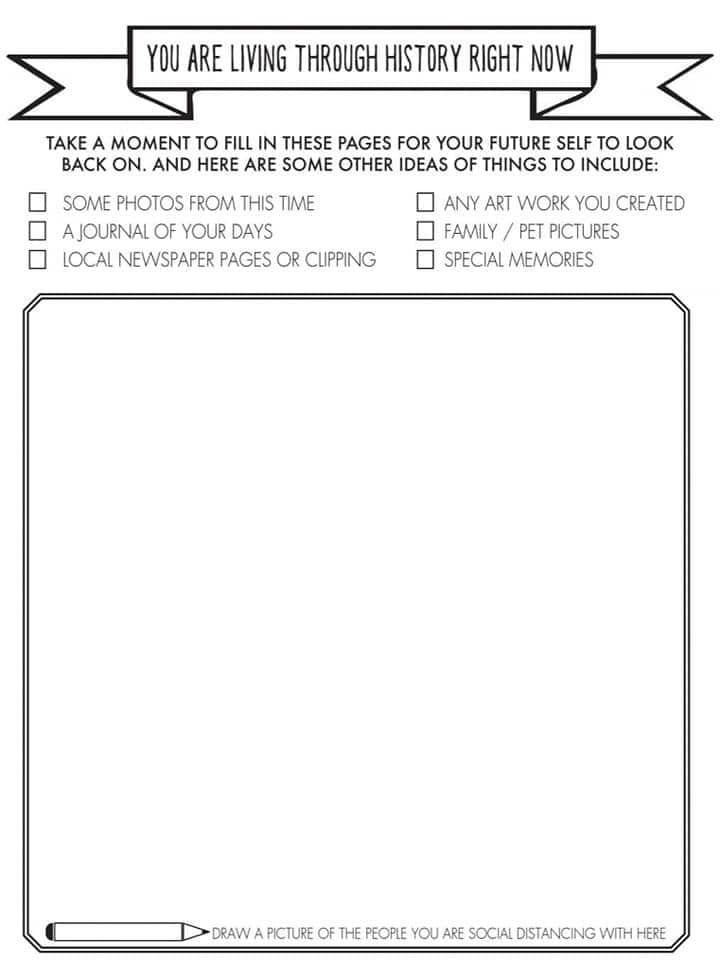 YOU ARE LIVING THROUGH HISTORY RIGHT NOW
TAKE A MOMENT TO FILL IN THESE PAGES FOR YOUR FUTURE SELF TO LOOK
BACK ON. AND HERE ARE SOME OTHER IDEAS OF THINGS TO INCLUDE:
SOME PHOTOS FROM THIS TIME
A JOURNAL OF YOUR DAYS
LOCAL NEWSPAPER PAGES OR CLIPPING
ANY ART WORK YOU CREATED
FAMILY / PET PICTURES
SPECIAL MEMORIES
DRAW A PICTURE OF THE PEOPLE YOU ARE SOCIAL DISTANCING WITH HERE